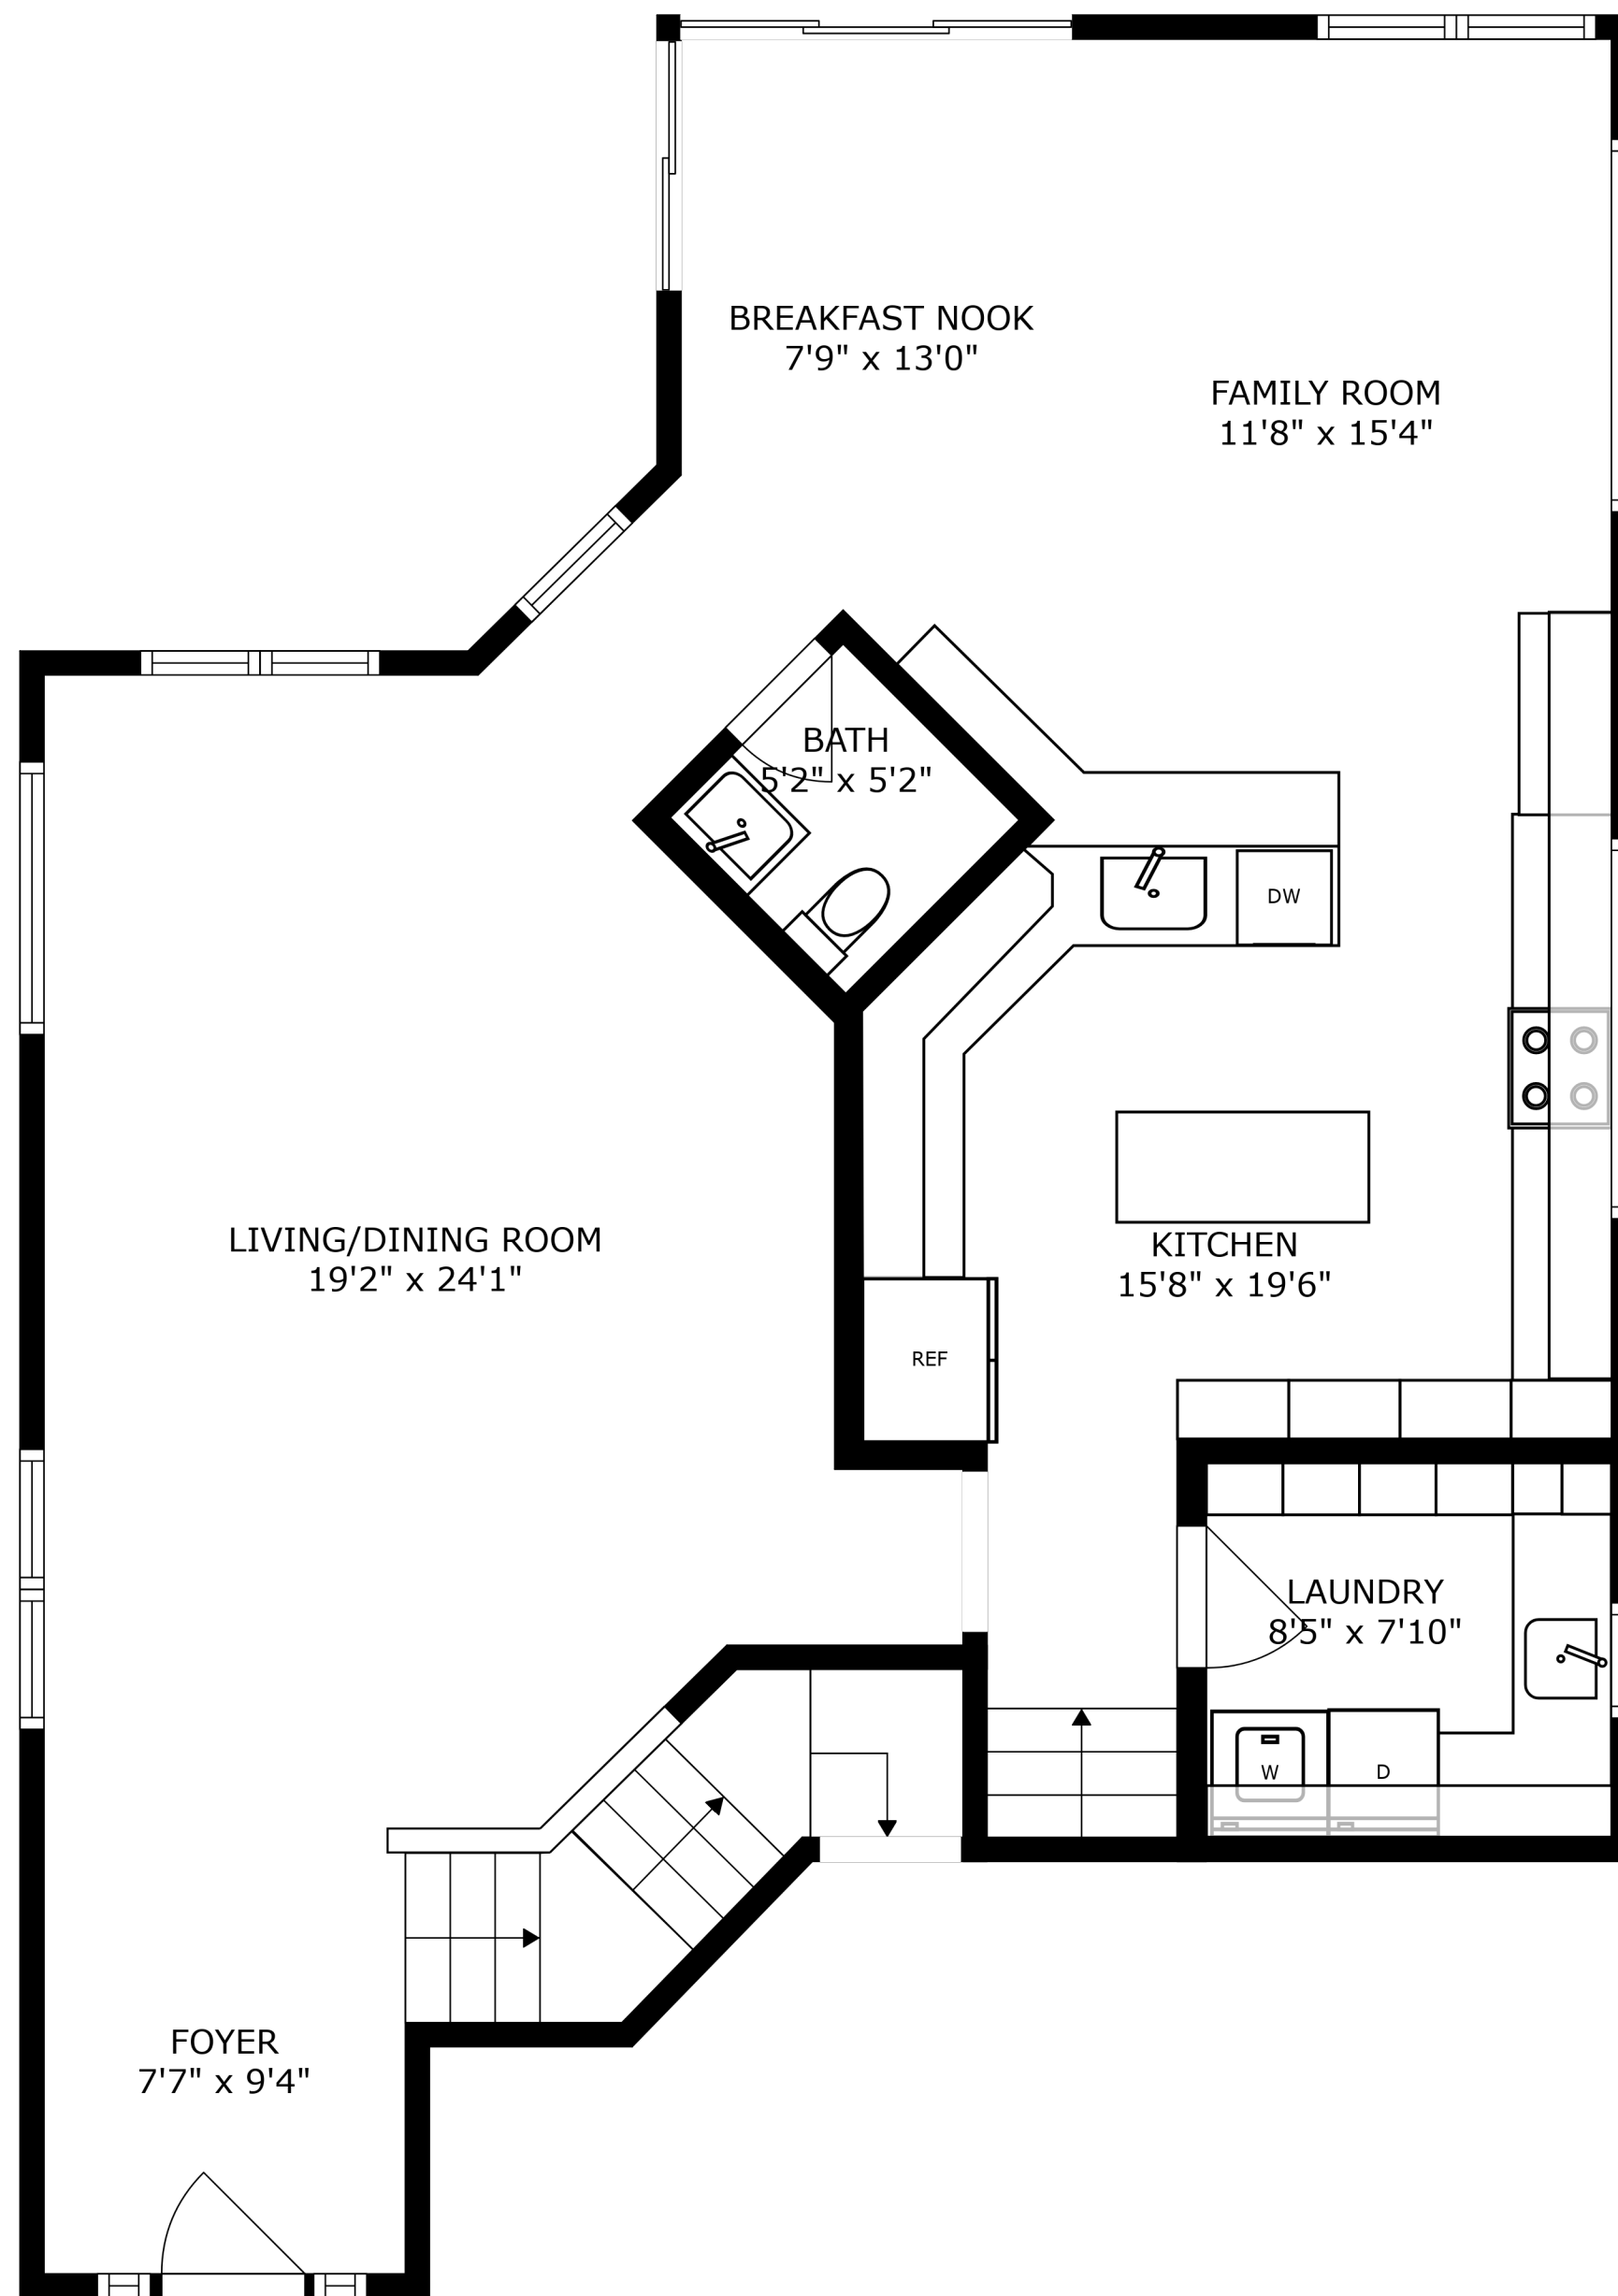 BREAKFAST NOOK
7'9" x 13'0"
FAMILY ROOM
11'8" x 15'4"
BATH
5'2" x 5'2"
DW
LIVING/DINING ROOM
19'2" x 24'1"
KITCHEN
15'8" x 19'6"
REF
LAUNDRY
8'5" x 7'10"
W
D
FOYER
7'7" x 9'4"